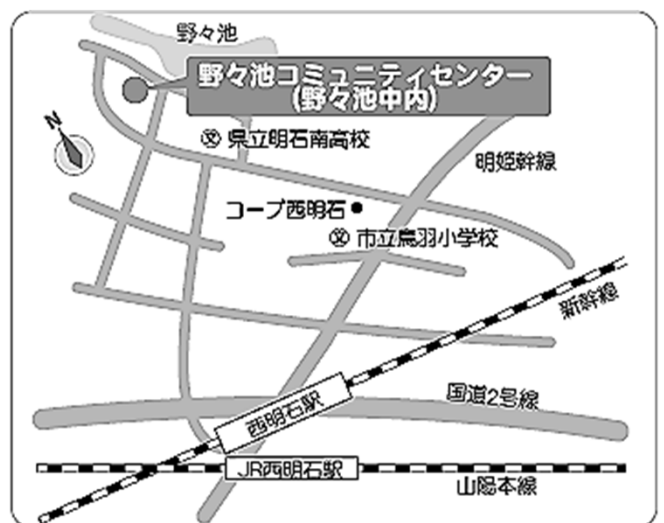 野々池
野々池コミュニティセンター
(野々池中内)
N
文 県立明石南高校
明姫幹線
コープ西明石
文 市立鳥羽小学校
新幹線
国道2号線
西明石駅
JR西明石駅
山陽本線